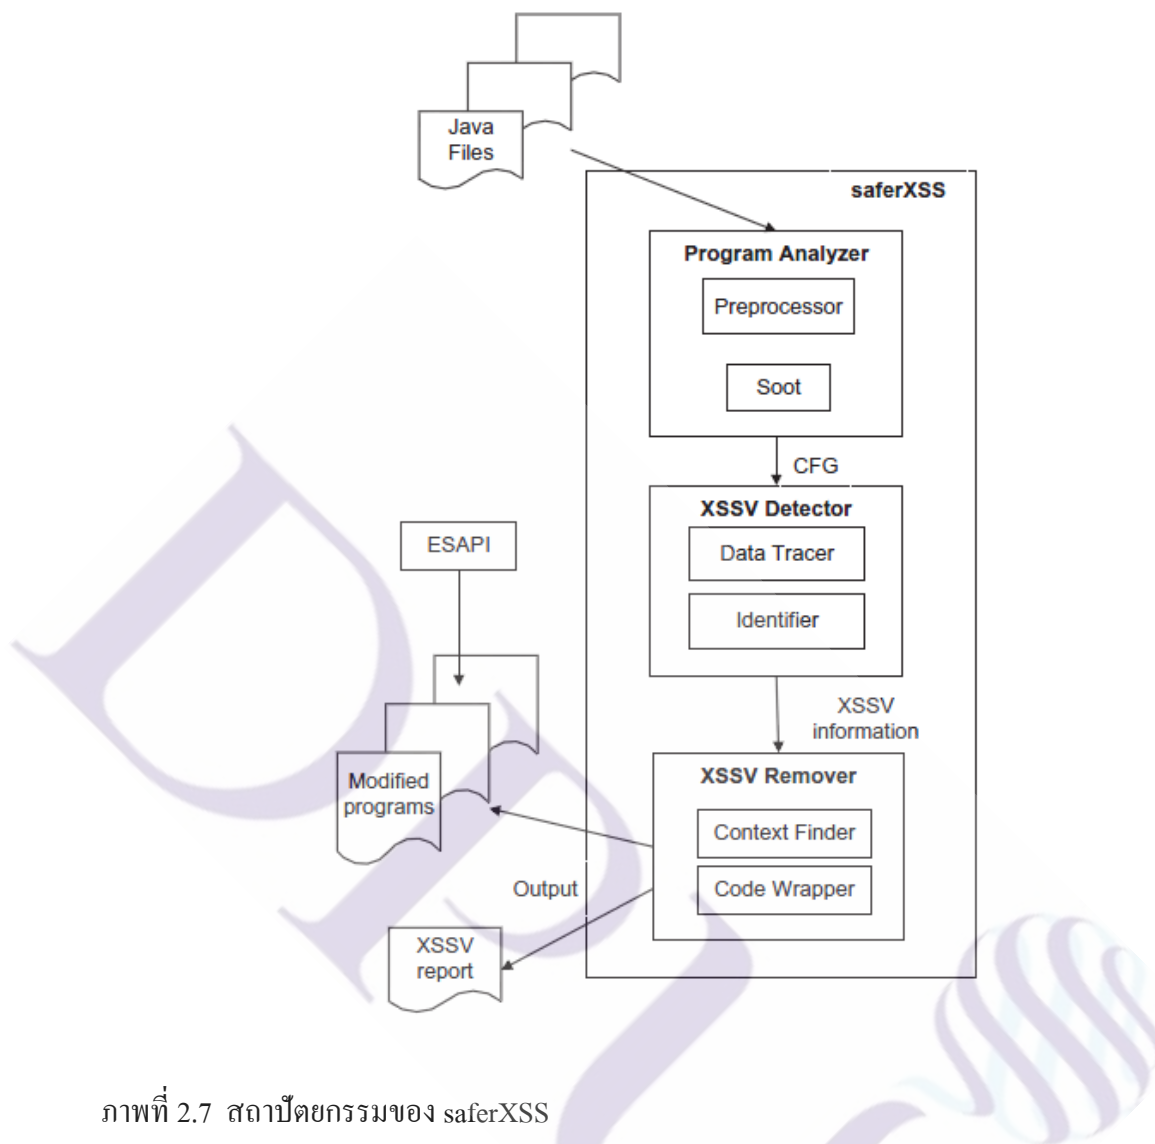 Java
Files
saferXSS
Program Analyzer
Preprocessor
Soot
CFG
XSSV Detector
Data Tracer
Identifier
ESAPI
XSSV
information
XSSV Remover
Context Finder
Code Wrapper
Modified
programs
Output
XSSV
report
ภาพที่ 2.7 สถาปัตยกรรมของ saferXSS